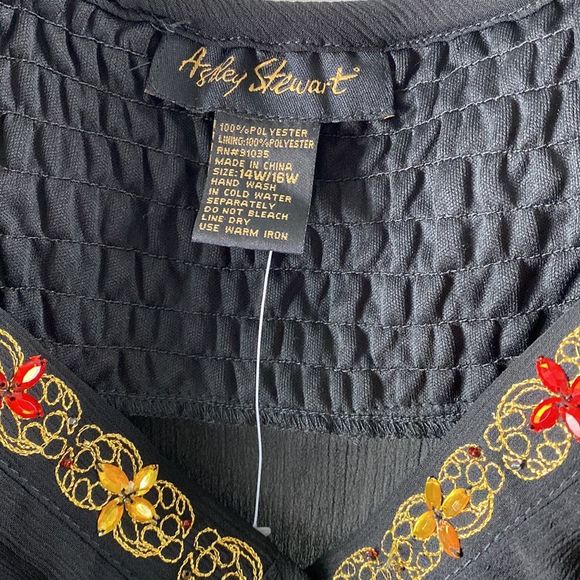 Ashley Stewart
100%POLYESTER
LINING:100%POLYESTER
RN#91035
MADE IN CHINA
SIZE:14W/16W
HAND WASH
IN COLD WATER
SEPARATELY
DO NOT BLEACH
LINE DRY
USE WARM IRON